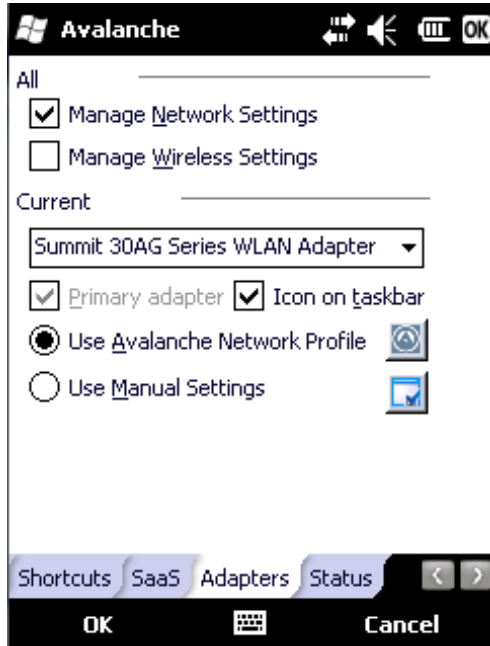 Avalanche
OK
All
Manage Network Settings
Manage Wireless Settings
Current
Summit 30AG Series WLAN Adapter
Primary adapter Icon on taskbar
Use Avalanche Network Profile
Use Manual Settings
Shortcuts SaaS Adapters Status
OK Cancel